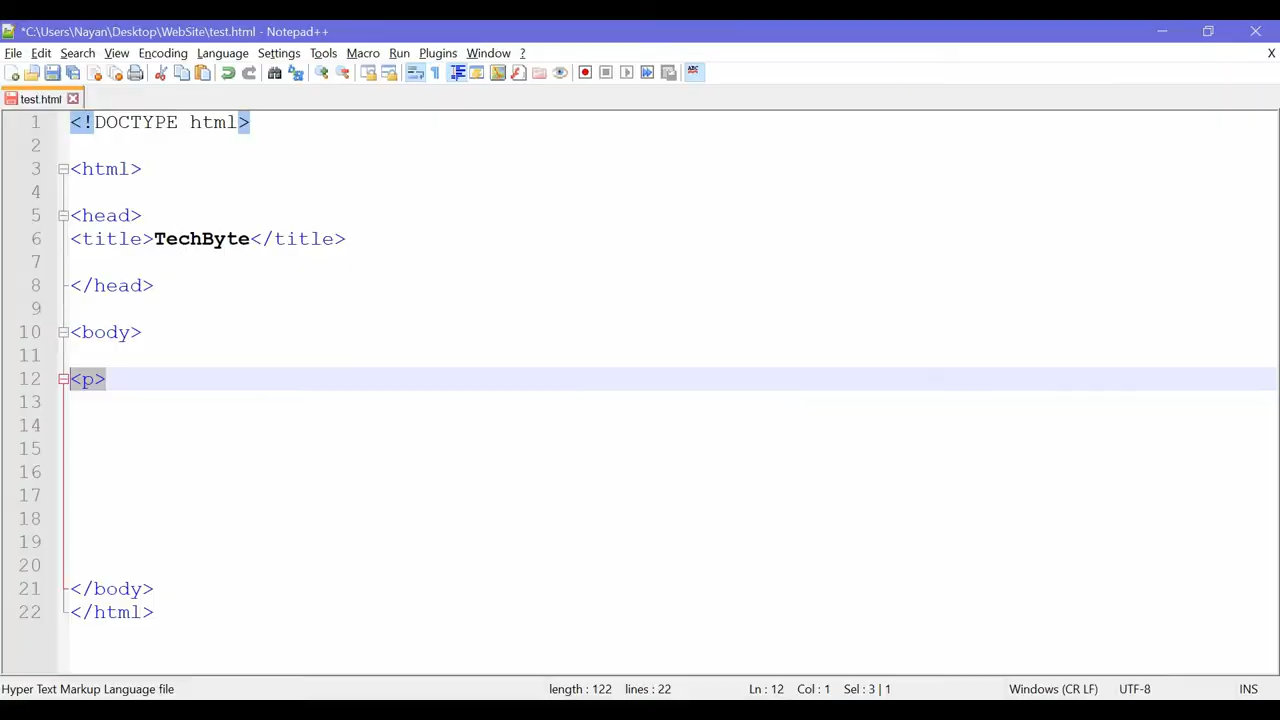 *C:\Users\Nayan\Desktop\WebSite\test.html - Notepad++
File Edit Search View Encoding Language Settings Tools Macro Run Plugins Window ? X
ABC
test.html
1 <!DOCTYPE html>
2
3 <html>
4
5 <head>
6 <title>TechByte</title>
7
8 </head>
9
10 <body>
11
12 <p>
13
14
15
16
17
18
19
20
21 </body>
22 </html>
Hyper Text Markup Language file length : 122 lines : 22 Ln : 12 Col : 1 Sel : 3 | 1 Windows (CR LF) UTF-8 INS